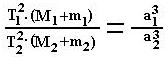 T₁²·(M₁+m₁) / T₂²·(M₂+m₂) = a₁³ / a₂³